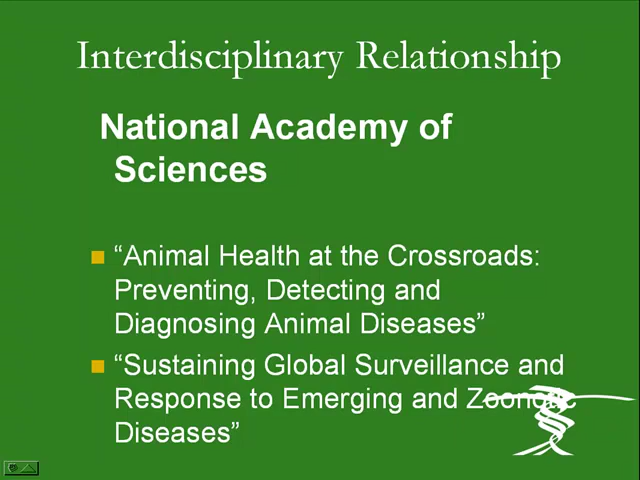 Interdisciplinary Relationship
National Academy of
Sciences
“Animal Health at the Crossroads:
Preventing, Detecting and
Diagnosing Animal Diseases”
“Sustaining Global Surveillance and
Response to Emerging and Zoonotic
Diseases”